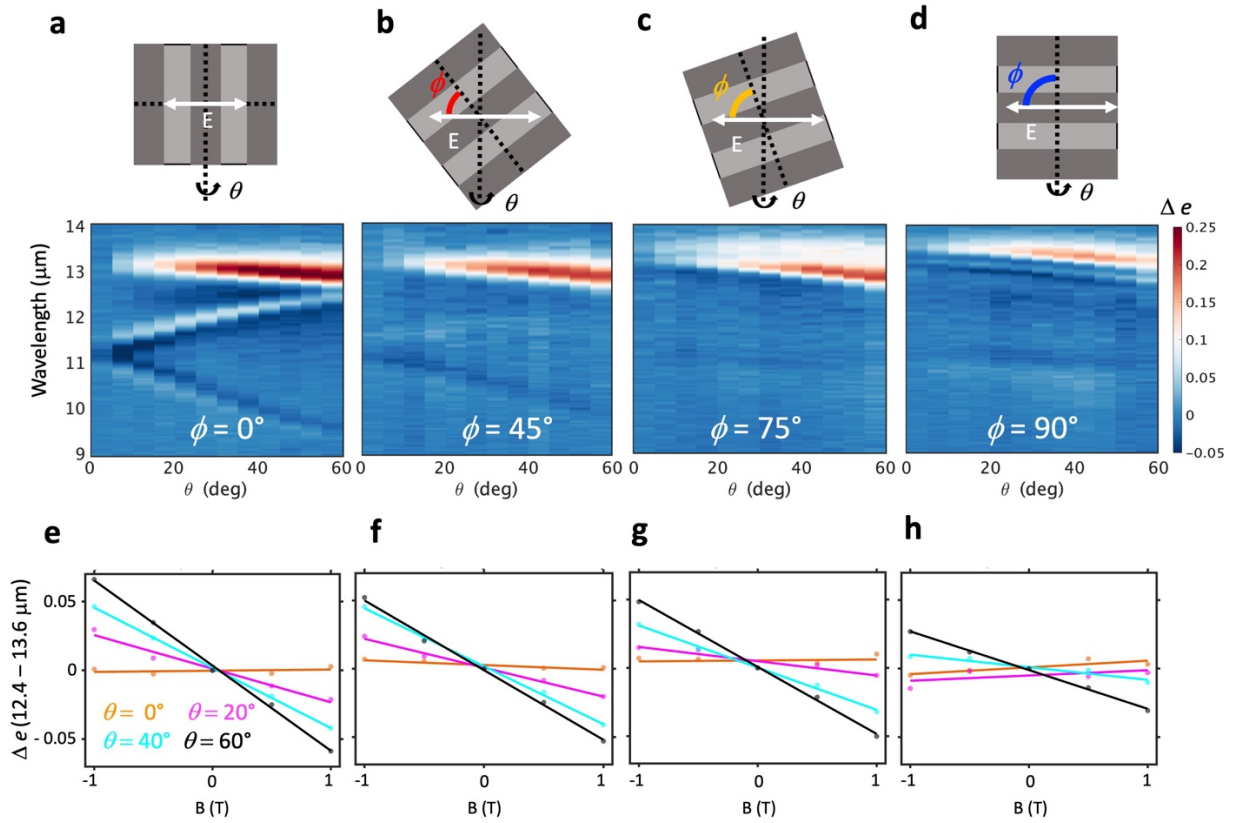 a b c d
ϕ ϕ ϕ
E E E E
θ θ θ θ
Δ e
Wavelength (μm)
14
13
12
11
10
9
0.25
0.2
0.15
0.1
0.05
0
−0.05
ϕ = 0° ϕ = 45° ϕ = 75° ϕ = 90°
0 20 40 60 0 20 40 60 0 20 40 60 0 20 40 60
θ (deg) θ (deg) θ (deg) θ (deg)
e f g h
Δ e (12.4 – 13.6 μm)
0.05
0
- 0.05
θ = 0° θ = 20°
θ = 40° θ = 60°
-1 0 1 -1 0 1 -1 0 1 -1 0 1
B (T) B (T) B (T) B (T)